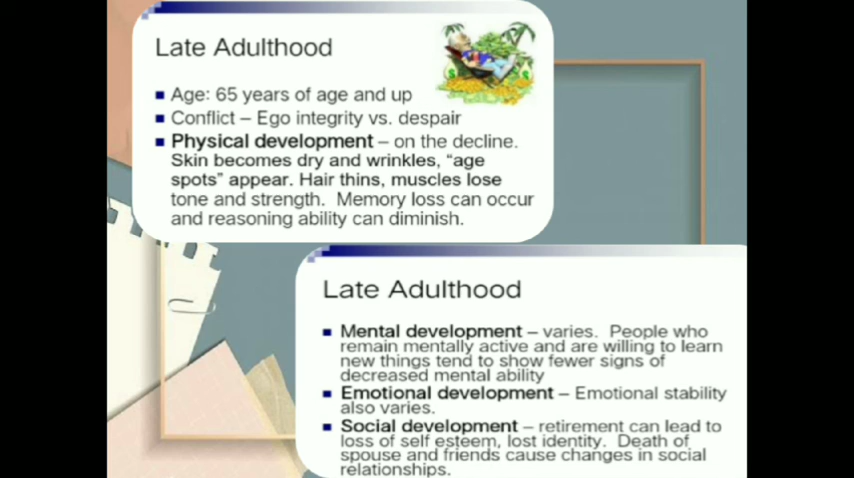 Late Adulthood
▪ Age: 65 years of age and up
▪ Conflict – Ego integrity vs. despair
▪ Physical development – on the decline.
Skin becomes dry and wrinkles, “age
spots” appear. Hair thins, muscles lose
tone and strength. Memory loss can occur
and reasoning ability can diminish.
Late Adulthood
▪ Mental development – varies. People who
remain mentally active and are willing to learn
new things tend to show fewer signs of
decreased mental ability
▪ Emotional development – Emotional stability
also varies.
▪ Social development – retirement can lead to
loss of self esteem, lost identity. Death of
spouse and friends cause changes in social
relationships.